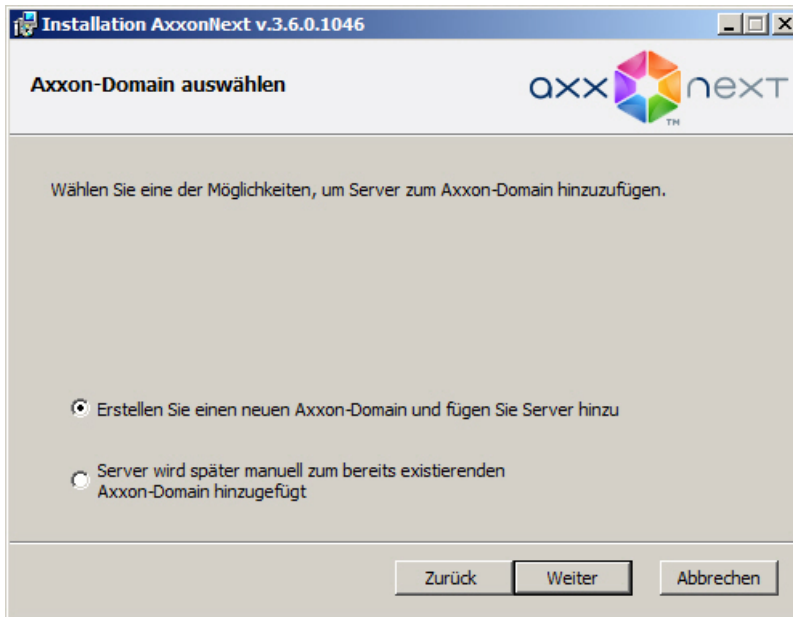 Installation AxxonNext v.3.6.0.1046
Axxon-Domain auswählen
axxonnext
TM
Wählen Sie eine der Möglichkeiten, um Server zum Axxon-Domain hinzuzufügen.
Erstellen Sie einen neuen Axxon-Domain und fügen Sie Server hinzu
Server wird später manuell zum bereits existierenden
Axxon-Domain hinzugefügt
Zurück Weiter Abbrechen